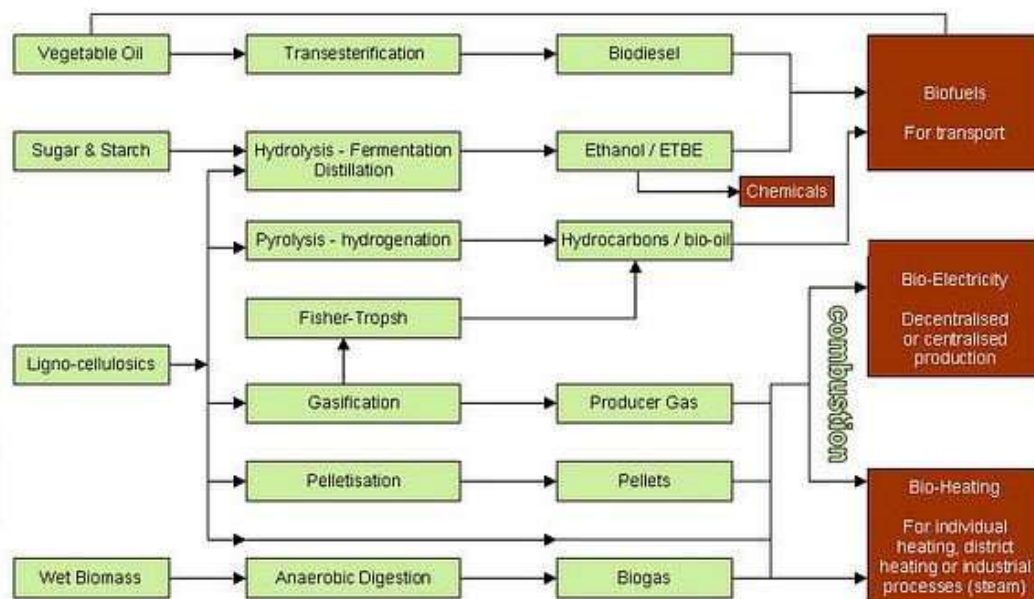 Vegetable Oil
Transesterification
Biodiesel
Biofuels
For transport
Sugar & Starch
Hydrolysis - Fermentation
Distillation
Ethanol / ETBE
Chemicals
Pyrolysis - hydrogenation
Hydrocarbons / bio-oil
Bio-Electricity
Decentralised
or centralised
production
Fisher-Tropsh
combustion
Ligno-cellulosics
Gasification
Producer Gas
Pelletisation
Pellets
Bio-Heating
For individual
heating, district
heating or industrial
processes (steam)
Wet Biomass
Anaerobic Digestion
Biogas